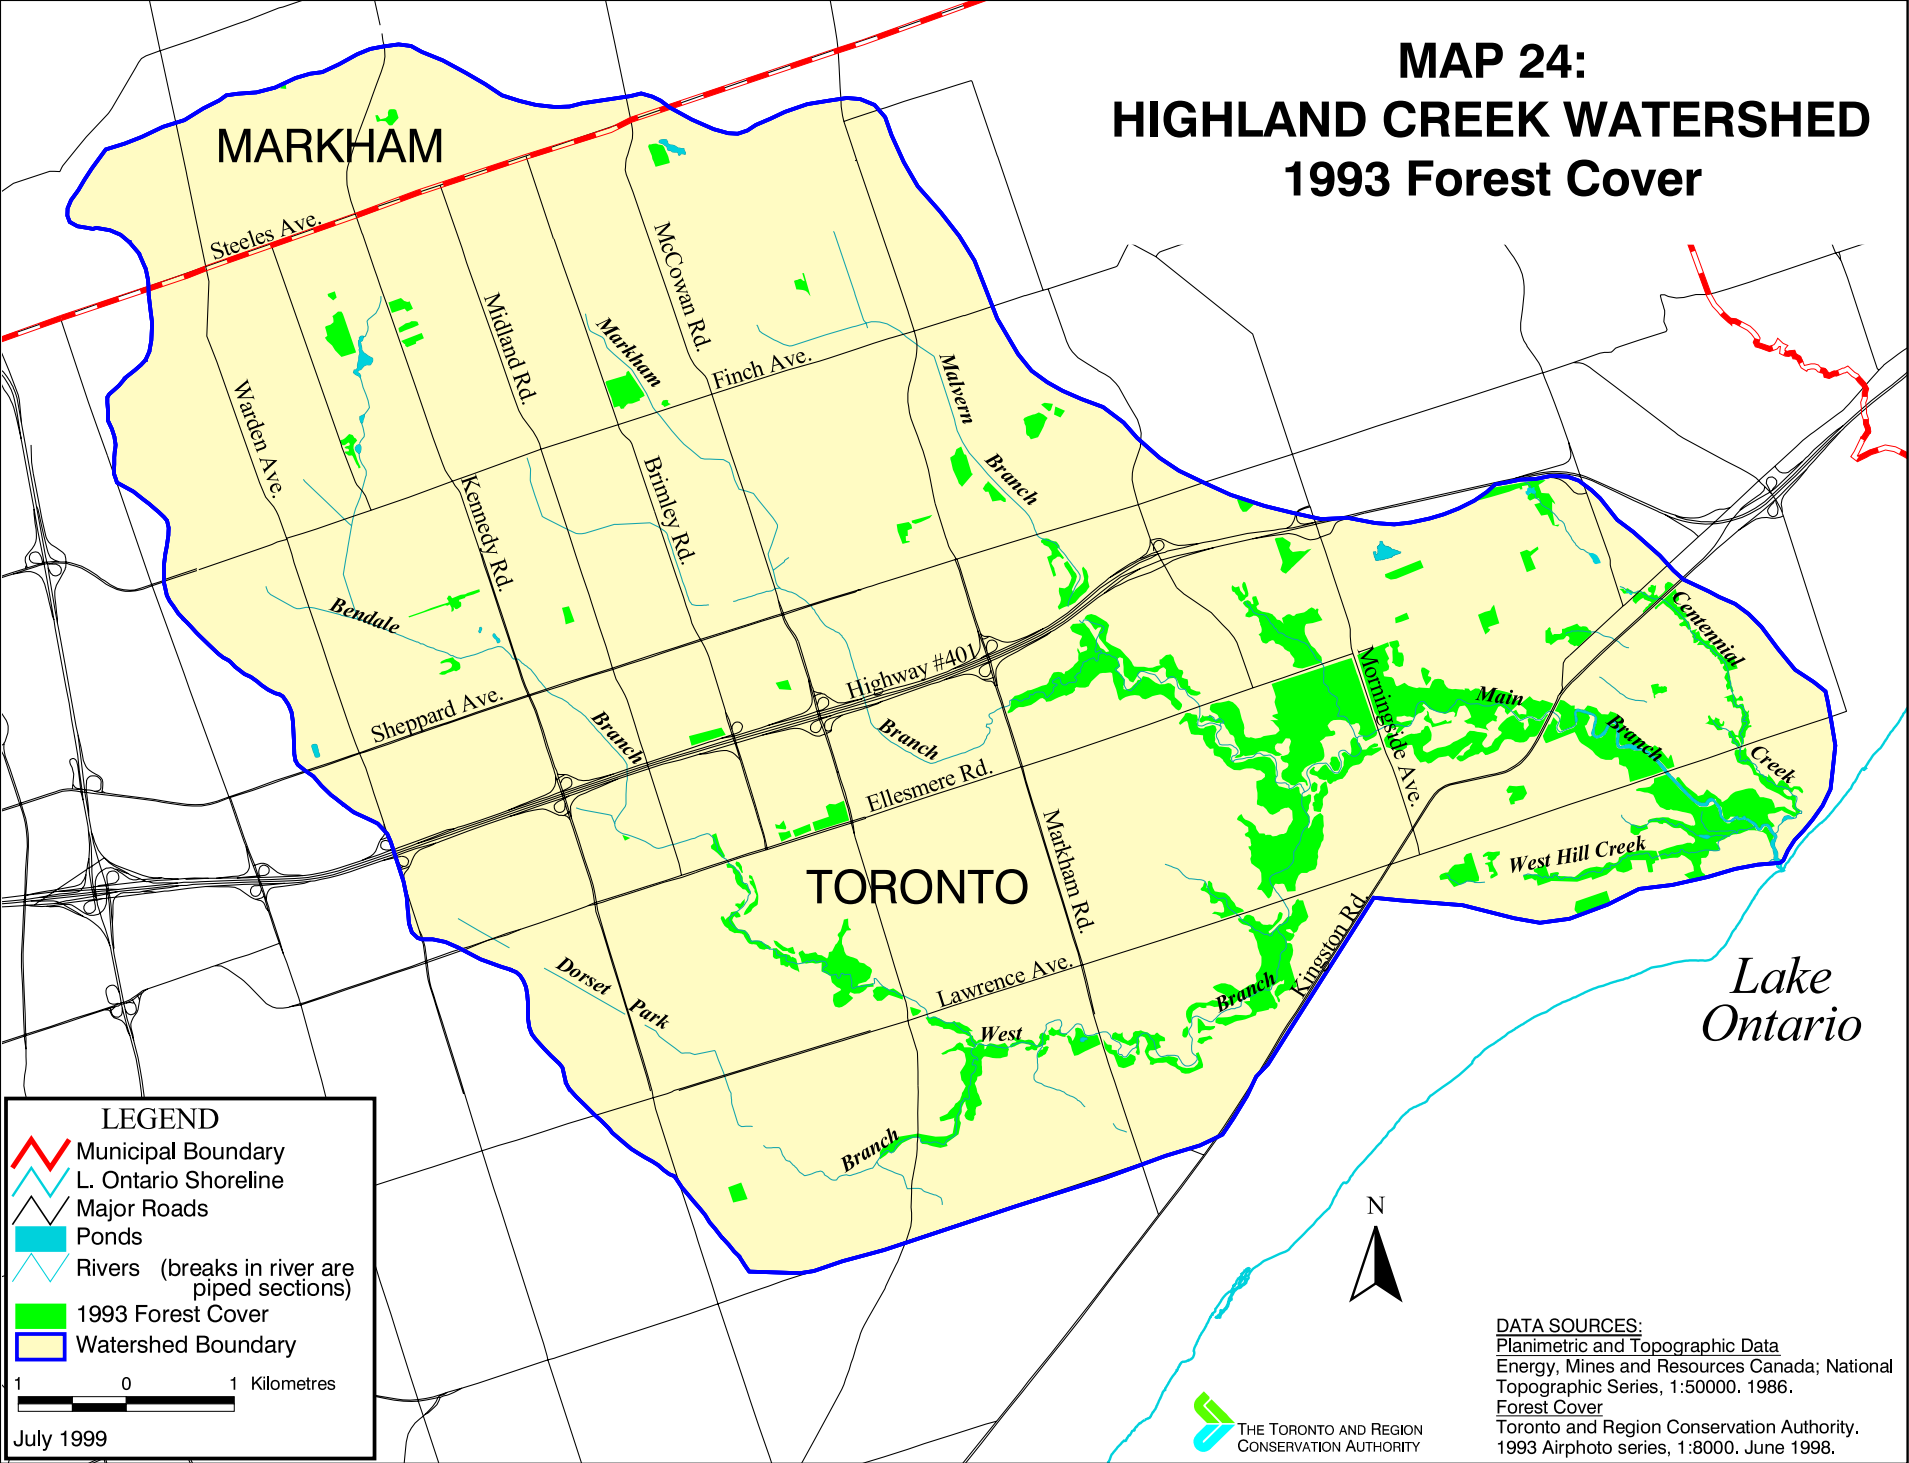 MAP 24:
HIGHLAND CREEK WATERSHED
1993 Forest Cover
MARKHAM
Steeles Ave.
McCowan Rd.
Midland Rd.
Markham
Finch Ave.
Malvern
Warden Ave.
Branch
Kennedy Rd.
Brimley Rd.
Bendale
Centennial
Highway #401
Morningside Ave.
Sheppard Ave.
Branch
Branch
Main
Branch
Creek
Ellesmere Rd.
Markham Rd.
West Hill Creek
TORONTO
Kingston Rd.
Lawrence Ave.
Dorset
Park
Branch
West
Branch
Lake
Ontario
LEGEND
Municipal Boundary
L. Ontario Shoreline
Major Roads
Ponds
Rivers (breaks in river are
piped sections)
1993 Forest Cover
Watershed Boundary
1 0 1 Kilometres
July 1999
N
THE TORONTO AND REGION
CONSERVATION AUTHORITY
DATA SOURCES:
Planimetric and Topographic Data
Energy, Mines and Resources Canada; National
Topographic Series, 1:50000. 1986.
Forest Cover
Toronto and Region Conservation Authority.
1993 Airphoto series, 1:8000. June 1998.